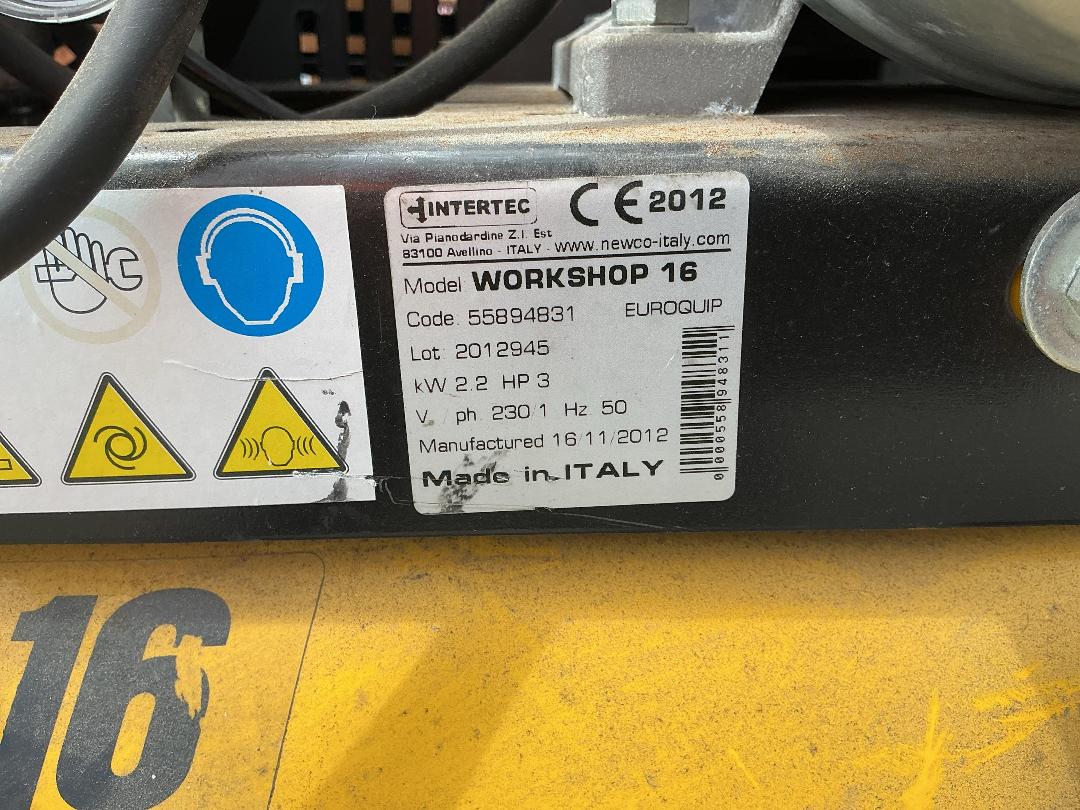 INTERTEC CE 2012
Via Pianodardine Z.I. Est
83100 Avellino - ITALY - www.newco-italy.com
Model WORKSHOP 16
Code. 55894831 EUROQUIP
Lot: 2012945
kW 2.2 HP 3
V. / ph. 230/1 Hz. 50
Manufactured 16/11/2012
Made in ITALY
0000558948311
16